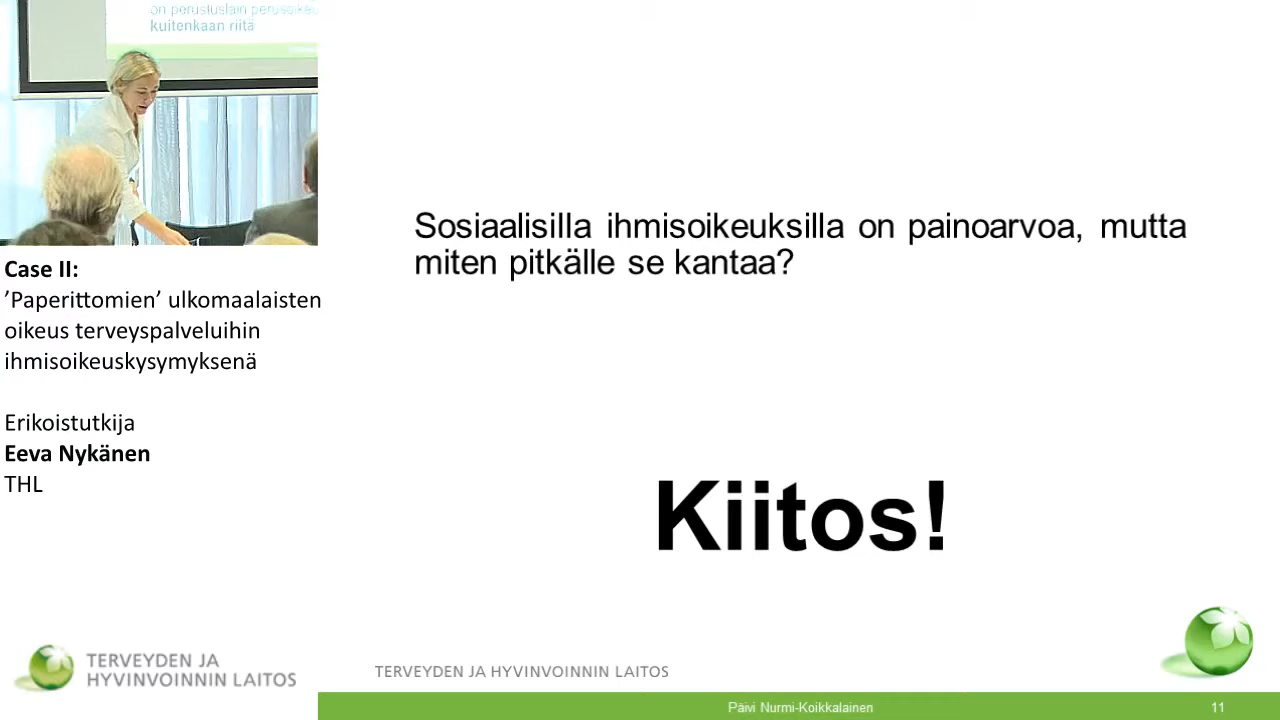 on perustuslain
kuitenkaan riitä
Case II:
’Paperittomien’ ulkomaalaisten
oikeus terveyspalveluihin
ihmisoikeuskysymyksenä
Erikoistutkija
Eeva Nykänen
THL
TERVEYDEN JA
HYVINVOINNIN LAITOS
Sosiaalisilla ihmisoikeuksilla on painoarvoa, mutta
miten pitkälle se kantaa?
Kiitos!
TERVEYDEN JA HYVINVOINNIN LAITOS
Päivi Nurmi-Koikkalainen
11